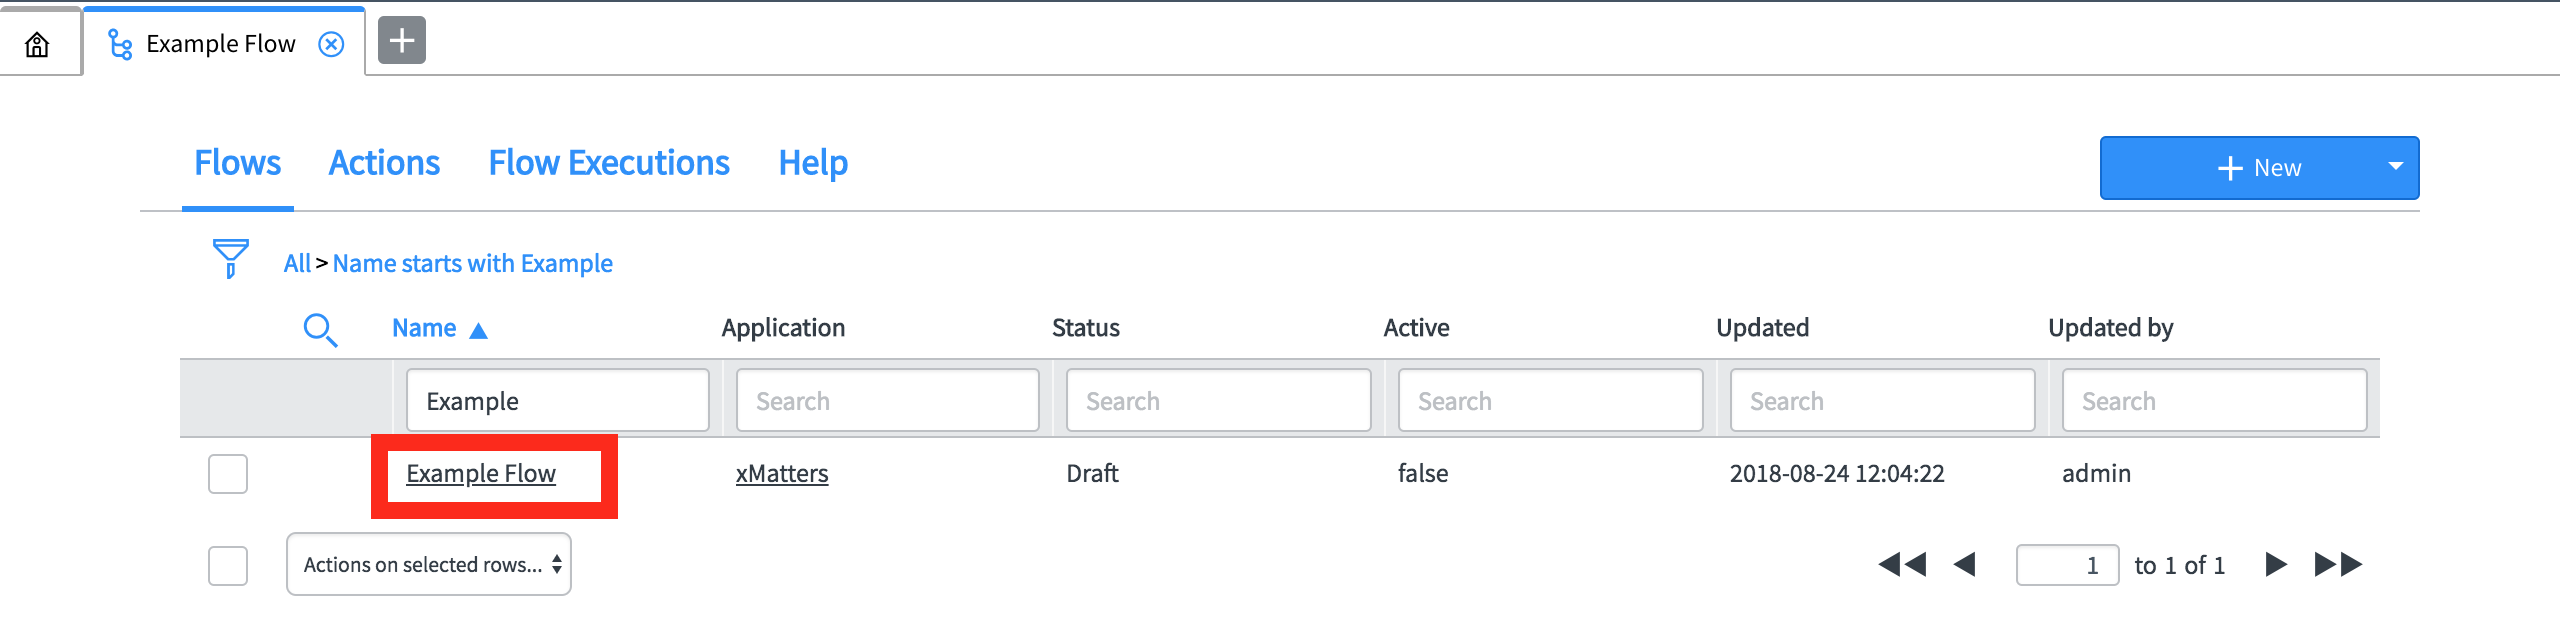 Example Flow
Flows Actions Flow Executions Help
New
All > Name starts with Example
Name Application Status Active Updated Updated by
Example Search Search Search Search Search
Example Flow xMatters Draft false 2018-08-24 12:04:22 admin
Actions on selected rows... 1 to 1 of 1